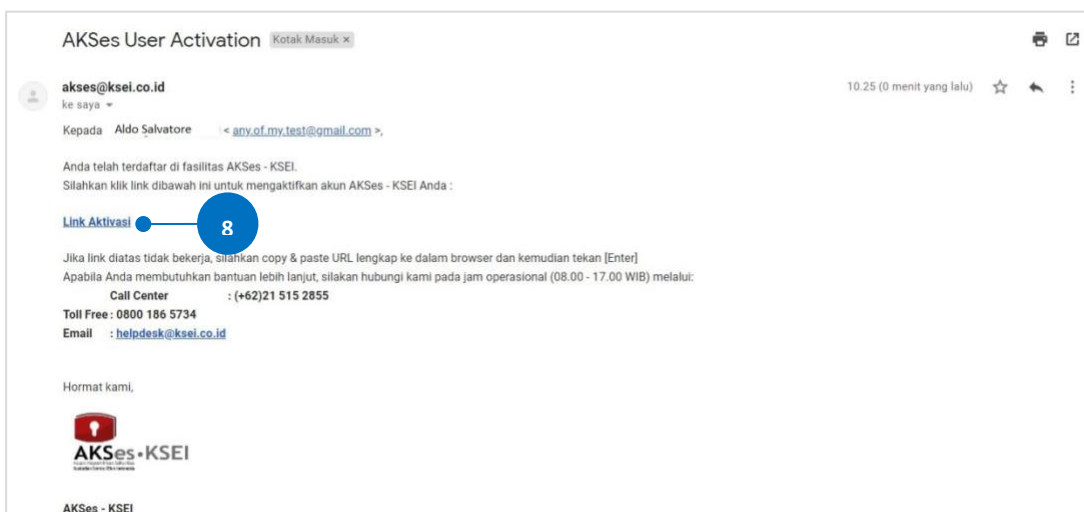 AKSes User Activation Kotak Masuk ×
akses@ksei.co.id 10.25 (0 menit yang lalu)
ke saya
Kepada Aldo Salvatore < any.of.my.test@gmail.com >,
Anda telah terdaftar di fasilitas AKSes - KSEI.
Silahkan klik link dibawah ini untuk mengaktifkan akun AKSes - KSEI Anda :
Link Aktivasi 8
Jika link diatas tidak bekerja, silahkan copy & paste URL lengkap ke dalam browser dan kemudian tekan [Enter]
Apabila Anda membutuhkan bantuan lebih lanjut, silakan hubungi kami pada jam operasional (08.00 - 17.00 WIB) melalui:
Call Center : (+62)21 515 2855
Toll Free : 0800 186 5734
Email : helpdesk@ksei.co.id
Hormat kami,
AKSes•KSEI
AKSes - KSEI